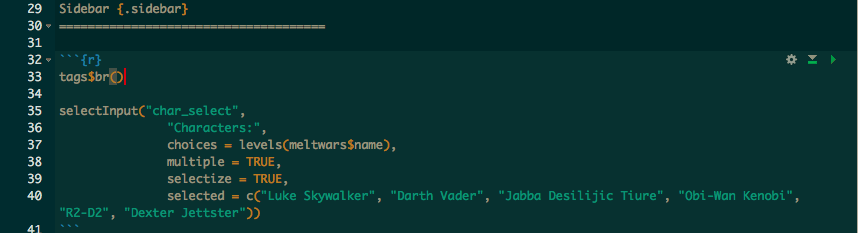 29 Sidebar {.sidebar}
30 =====================================
31
32 ```{r}
33 tags$br()
34
35 selectInput("char_select",
36 "Characters:",
37 choices = levels(meltwars$name),
38 multiple = TRUE,
39 selectize = TRUE,
40 selected = c("Luke Skywalker", "Darth Vader", "Jabba Desilijic Tiure", "Obi-Wan Kenobi",
"R2-D2", "Dexter Jettster"))
41 ```